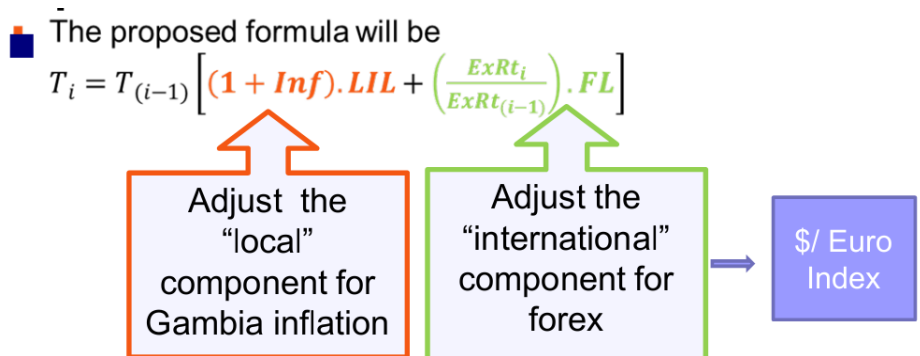 The proposed formula will be
T_i = T_(i−1) [(1 + Inf). LIL + (ExRt_i / ExRt_(i−1)). FL]
Adjust the
“local”
component for
Gambia inflation
Adjust the
“international”
component for
forex
$/ Euro
Index